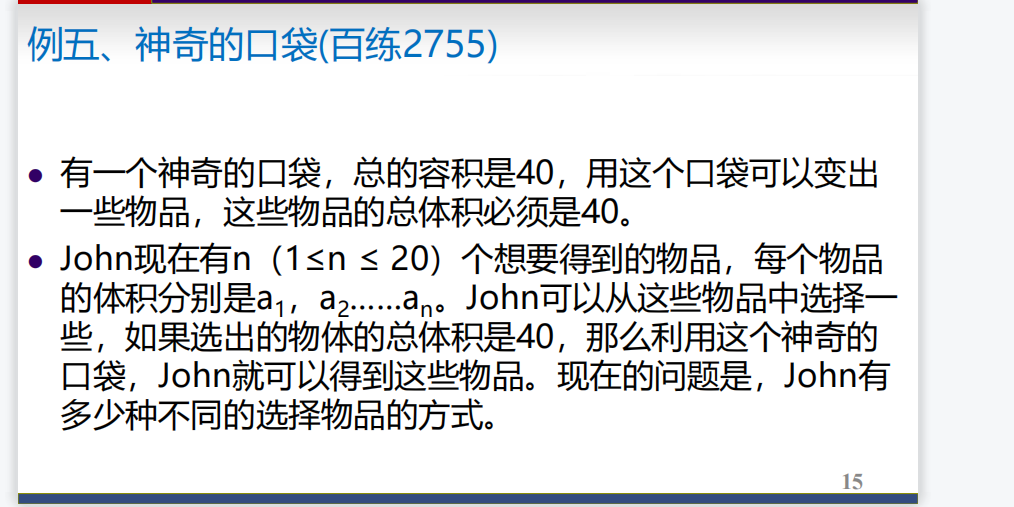 例五、神奇的口袋(百练2755)
● 有一个神奇的口袋，总的容积是40，用这个口袋可以变出
一些物品，这些物品的总体积必须是40。
● John现在有n（1≤n ≤ 20）个想要得到的物品，每个物品
的体积分别是a₁，a₂……aₙ。John可以从这些物品中选择一
些，如果选出的物体的总体积是40，那么利用这个神奇的
口袋，John就可以得到这些物品。现在的问题是，John有
多少种不同的选择物品的方式。
15